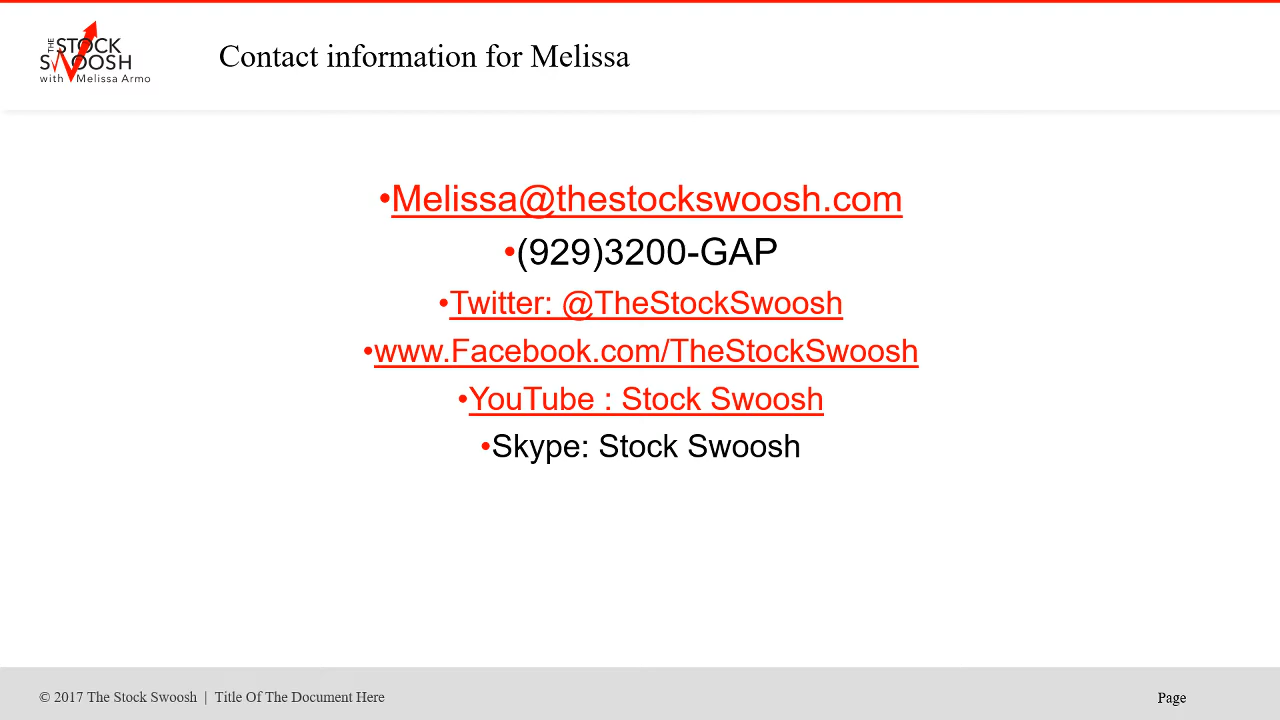 THE STOCK
SWOOSH
with Melissa Armo
Contact information for Melissa
•Melissa@thestockswoosh.com
•(929)3200-GAP
•Twitter: @TheStockSwoosh
•www.Facebook.com/TheStockSwoosh
•YouTube : Stock Swoosh
•Skype: Stock Swoosh
© 2017 The Stock Swoosh | Title Of The Document Here
Page